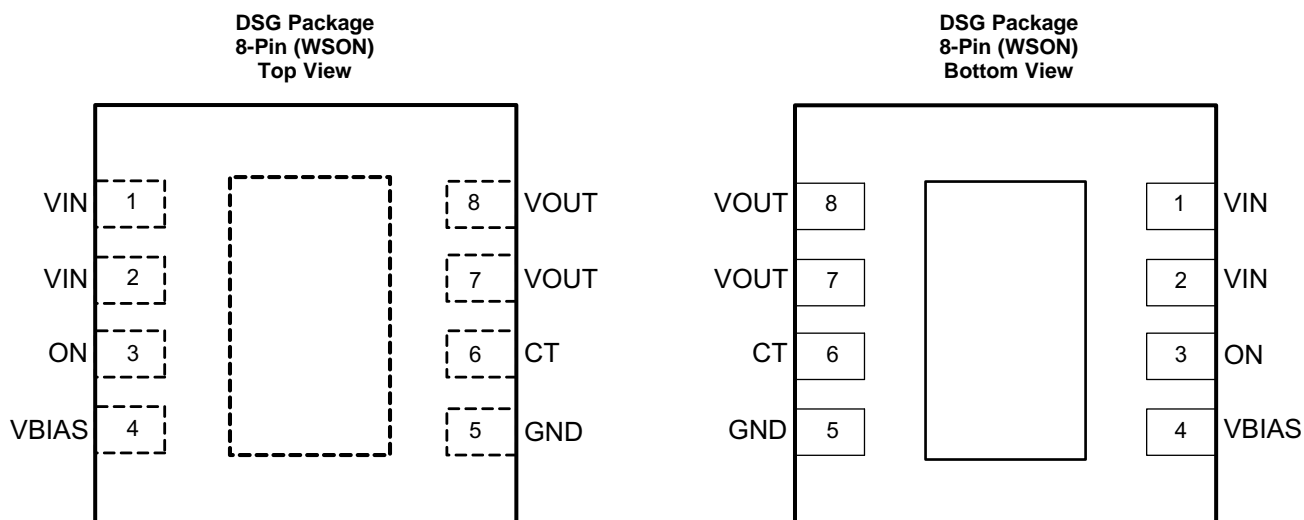 DSG Package
8-Pin (WSON)
Top View
VIN 1 8 VOUT
VIN 2 7 VOUT
ON 3 6 CT
VBIAS 4 5 GND
DSG Package
8-Pin (WSON)
Bottom View
VOUT 8 1 VIN
VOUT 7 2 VIN
CT 6 3 ON
GND 5 4 VBIAS